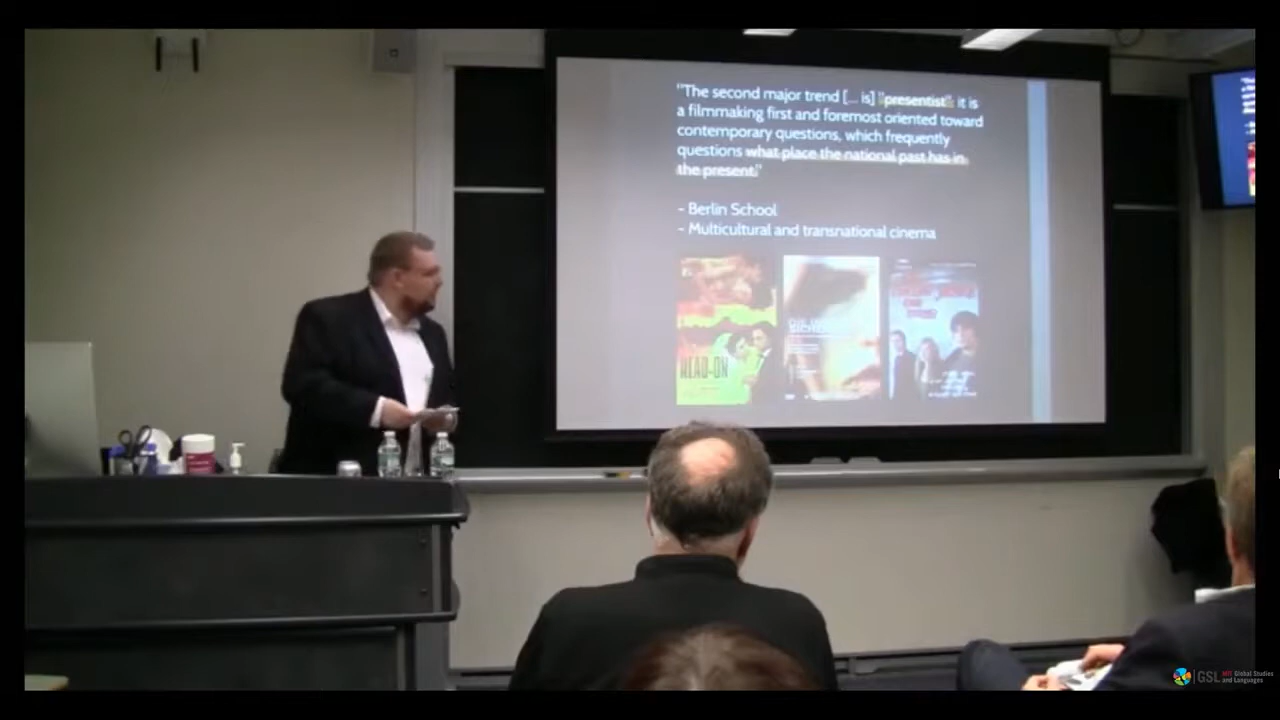 "The second major trend [... is] "presentist": it is
a filmmaking first and foremost oriented toward
contemporary questions, which frequently
questions what place the national past has in
the present."
- Berlin School
- Multicultural and transnational cinema
HEAD-ON
GSL MIT Global Studies
and Languages